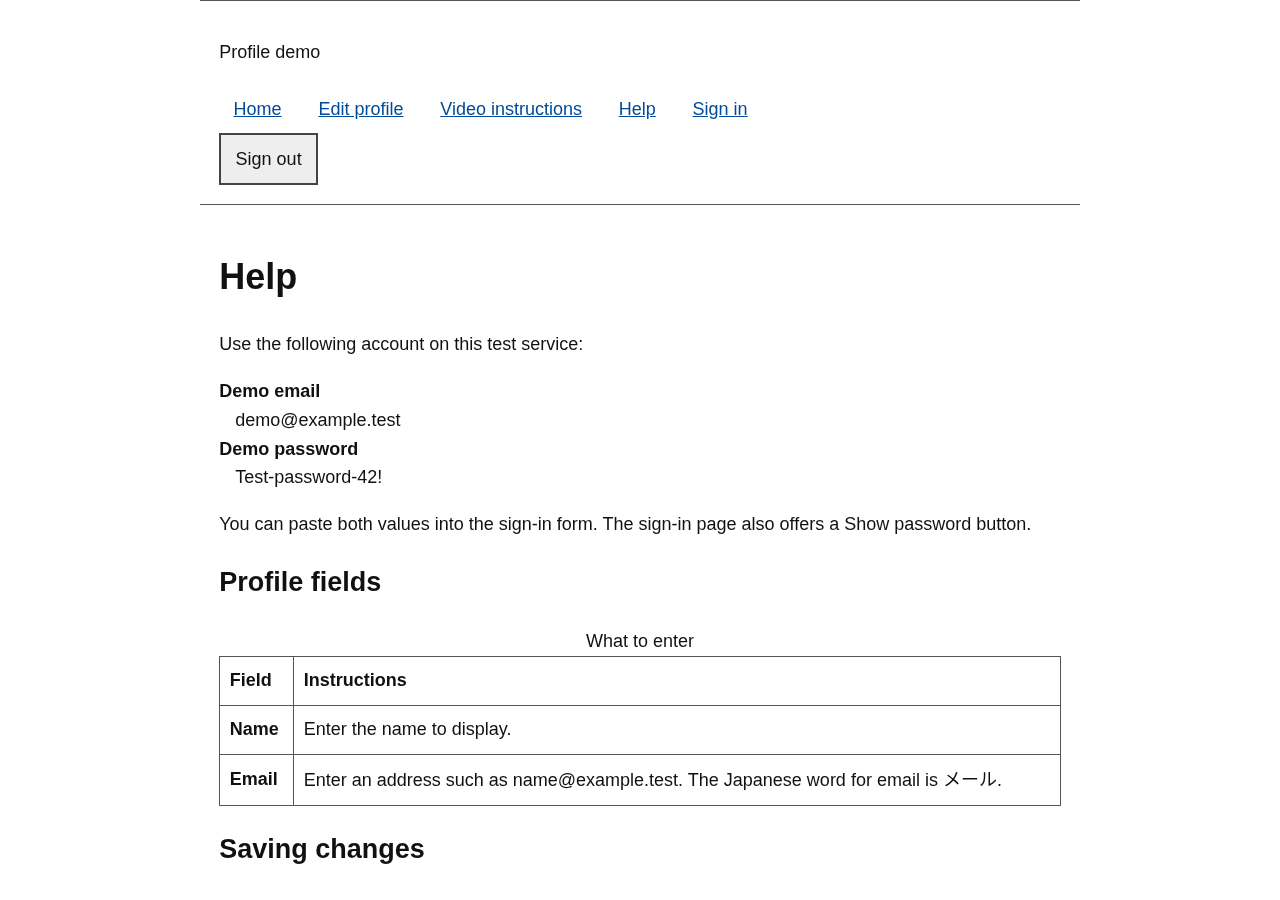 Profile demo
Home Edit profile Video instructions Help Sign in
Sign out
Help
Use the following account on this test service:
Demo email
demo@example.test
Demo password
Test-password-42!
You can paste both values into the sign-in form. The sign-in page also offers a Show password button.
Profile fields
What to enter
Field Instructions
Name Enter the name to display.
Email Enter an address such as name@example.test. The Japanese word for email is メール.
Saving changes